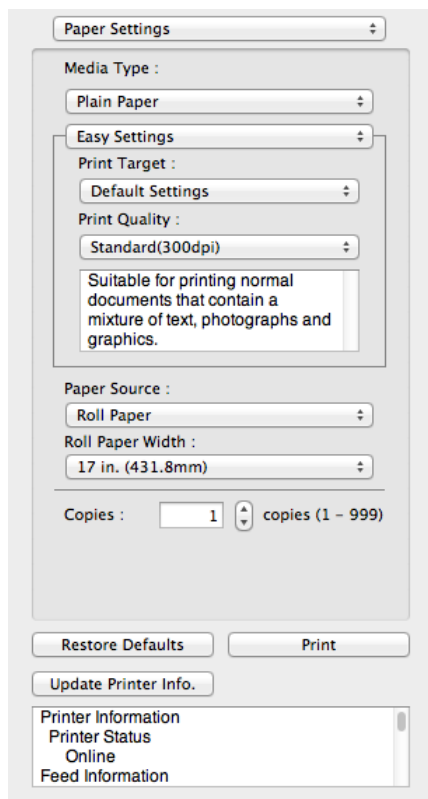 Paper Settings
Media Type :
Plain Paper
Easy Settings
Print Target :
Default Settings
Print Quality :
Standard(300dpi)
Suitable for printing normal
documents that contain a
mixture of text, photographs and
graphics.
Paper Source :
Roll Paper
Roll Paper Width :
17 in. (431.8mm)
Copies : 1 copies (1 – 999)
Restore Defaults Print
Update Printer Info.
Printer Information
Printer Status
Online
Feed Information